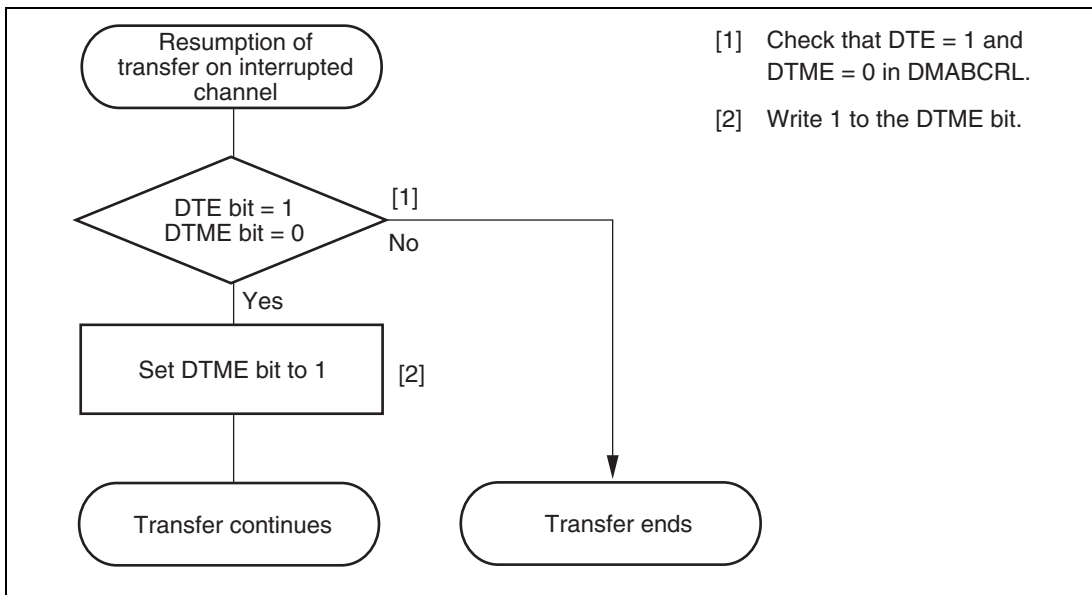 Resumption of
transfer on interrupted
channel
[1] Check that DTE = 1 and
DTME = 0 in DMABCRL.
[2] Write 1 to the DTME bit.
DTE bit = 1
DTME bit = 0
[1]
No
Yes
Set DTME bit to 1
[2]
Transfer continues
Transfer ends